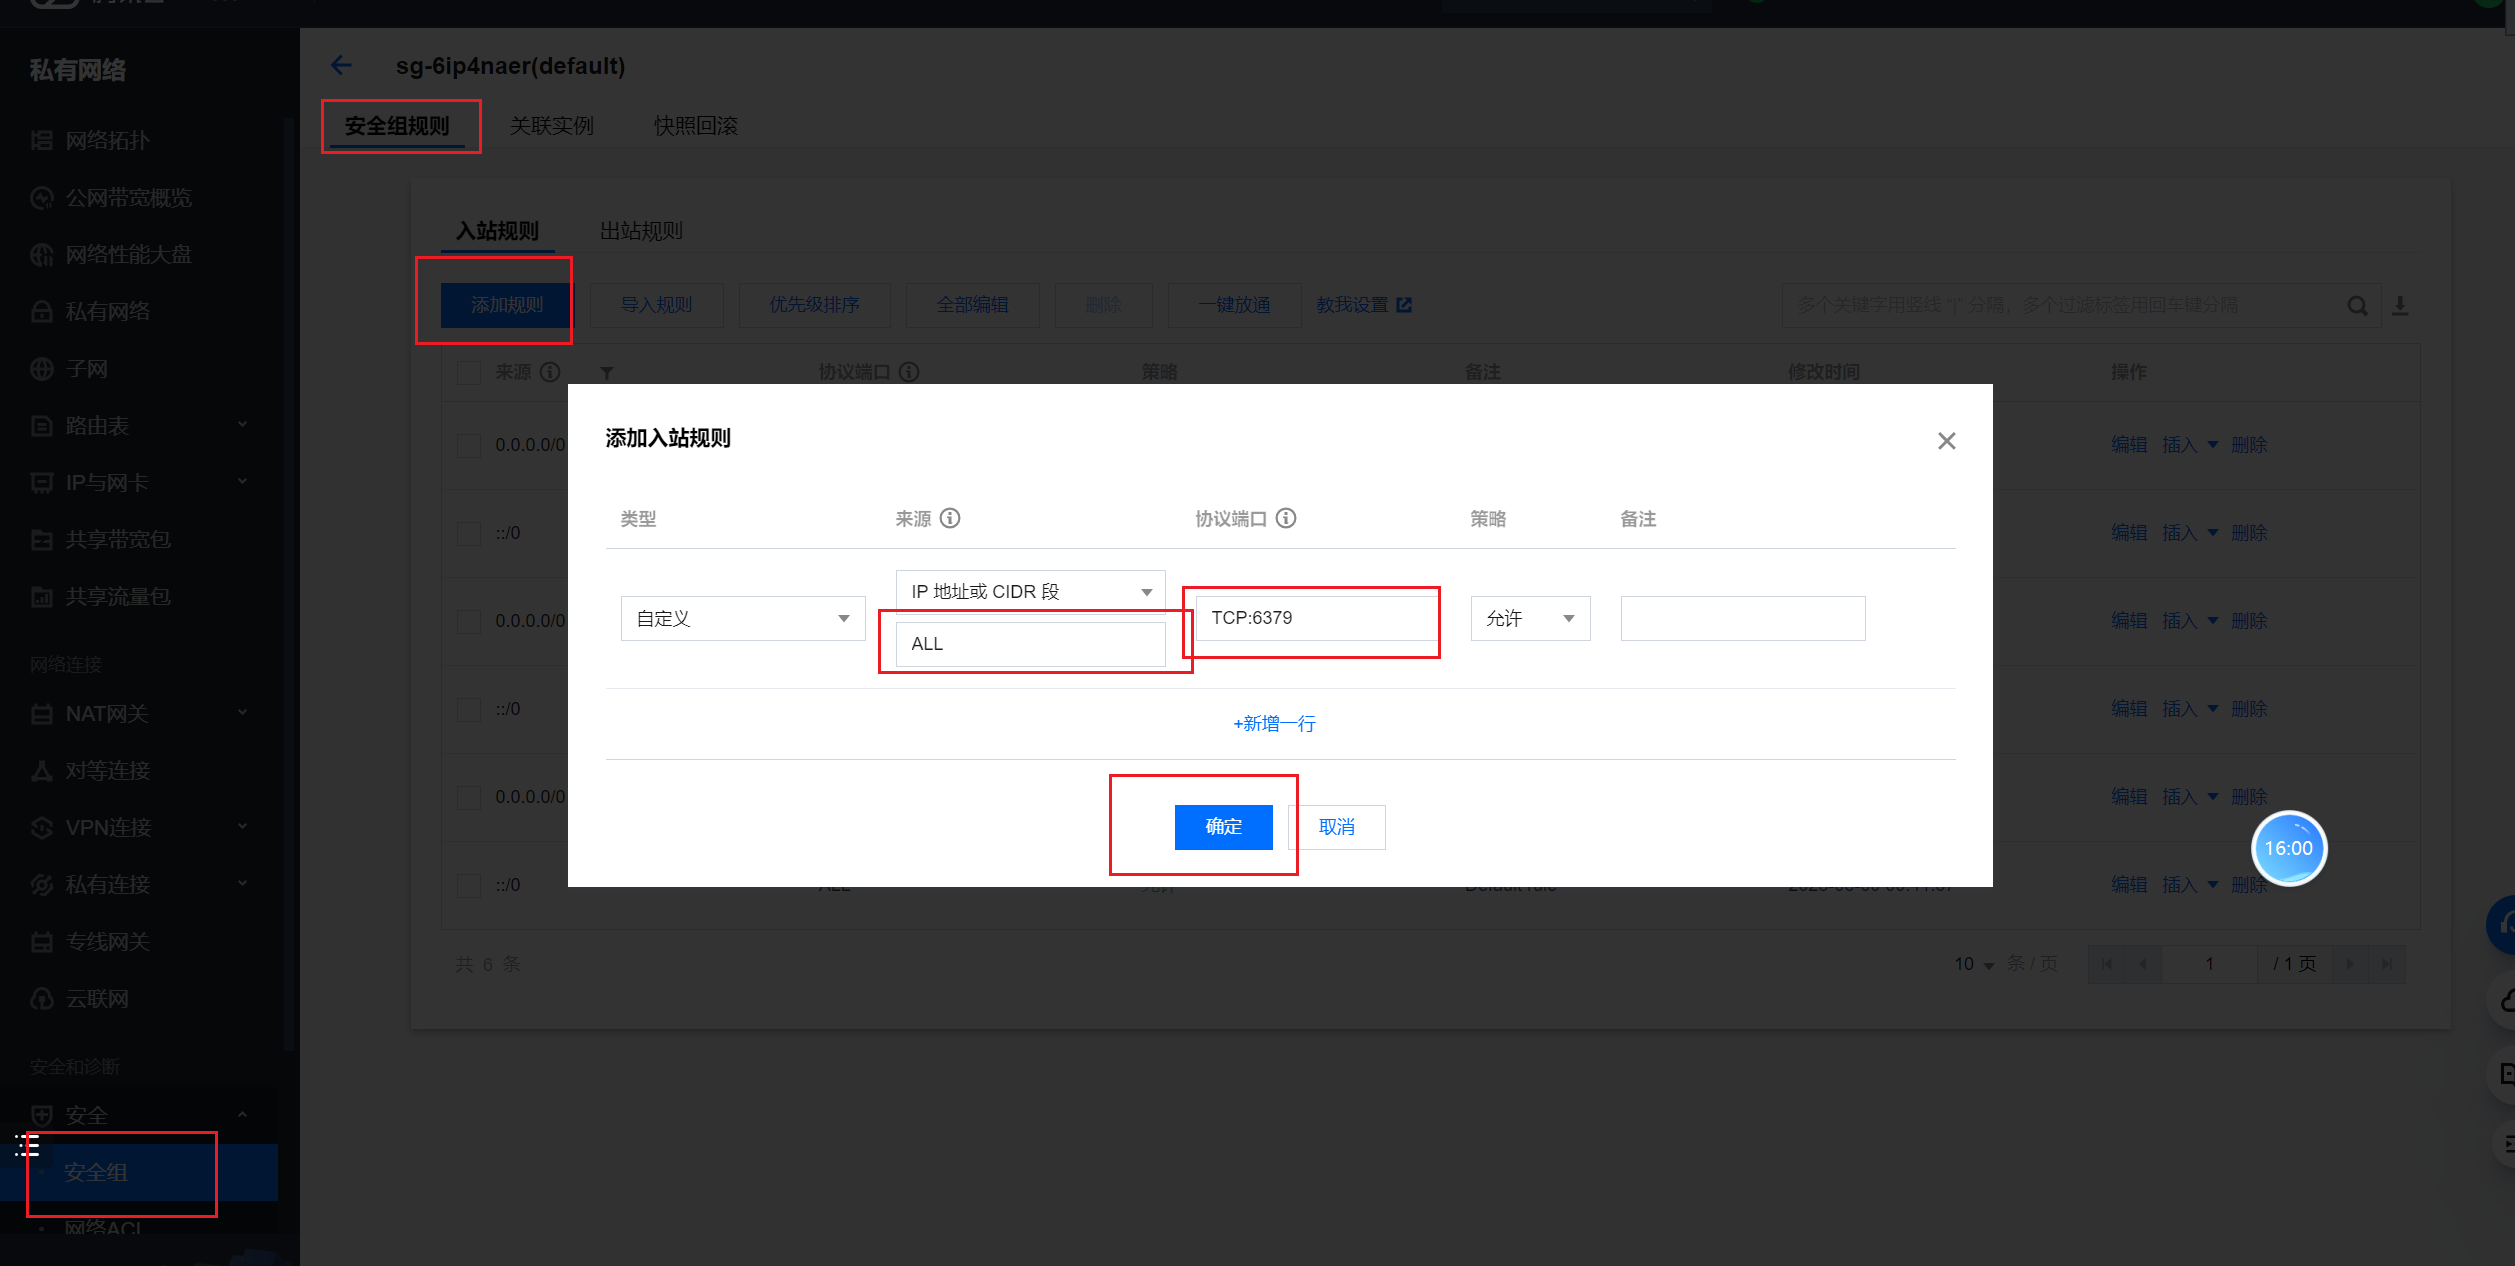 私有网络
sg-6ip4naer(default)
安全组规则
关联实例
快照回滚
网络拓扑
公网带宽概览
网络性能大盘
私有网络
子网
路由表
IP与网卡
共享带宽包
共享流量包
网络连接
NAT网关
对等连接
VPN连接
私有连接
专线网关
云联网
安全和诊断
安全
安全组
网络ACL
入站规则
出站规则
添加规则
导入规则
优先级排序
全部编辑
删除
一键放通
教我设置
多个关键字用竖线 "|" 分隔，多个过滤标签用回车键分隔
来源
协议端口
策略
备注
修改时间
操作
0.0.0.0/0
编辑 插入 删除
::/0
编辑 插入 删除
0.0.0.0/0
编辑 插入 删除
::/0
编辑 插入 删除
0.0.0.0/0
编辑 插入 删除
::/0
ALL
Default rule
编辑 插入 删除
共 6 条
10 条 / 页
1
/ 1 页
添加入站规则
类型
来源
协议端口
策略
备注
自定义
IP 地址或 CIDR 段
ALL
TCP:6379
允许
+新增一行
确定
取消
16:00